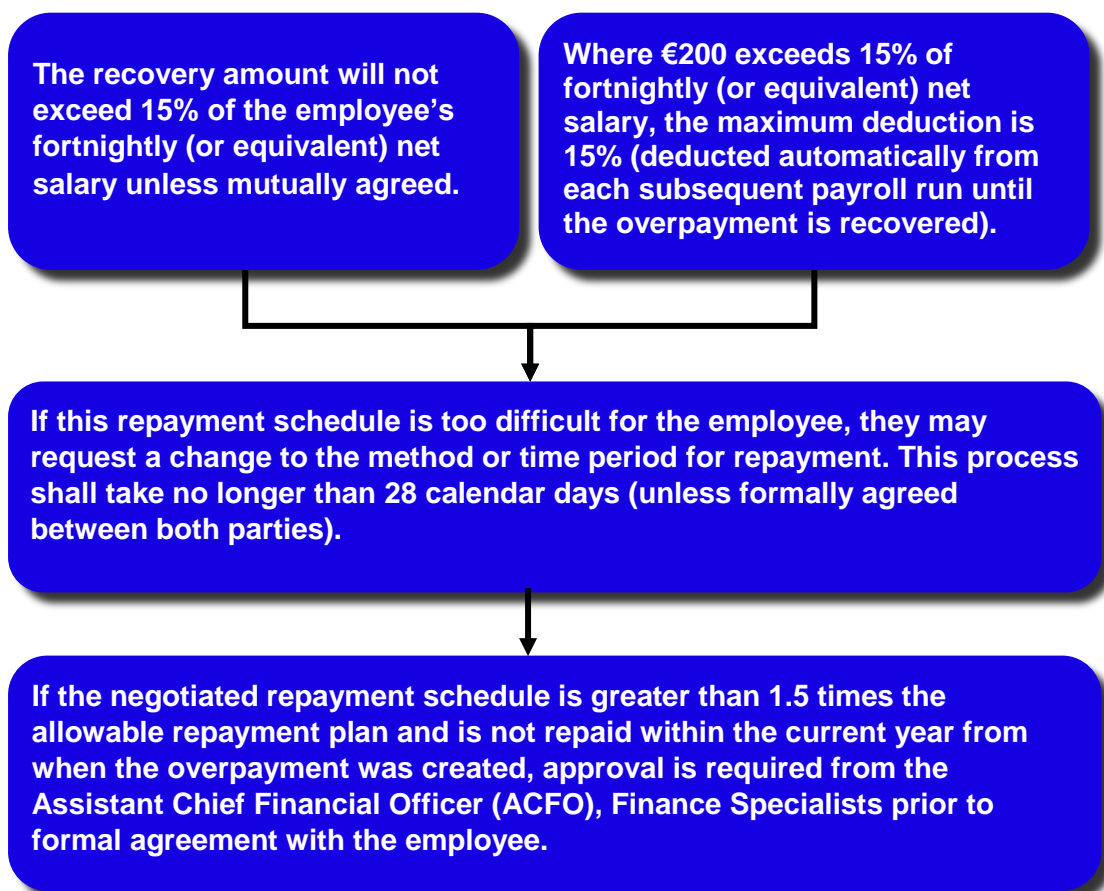 The recovery amount will not
exceed 15% of the employee’s
fortnightly (or equivalent) net
salary unless mutually agreed.
Where €200 exceeds 15% of
fortnightly (or equivalent) net
salary, the maximum deduction is
15% (deducted automatically from
each subsequent payroll run until
the overpayment is recovered).
If this repayment schedule is too difficult for the employee, they may
request a change to the method or time period for repayment. This process
shall take no longer than 28 calendar days (unless formally agreed
between both parties).
If the negotiated repayment schedule is greater than 1.5 times the
allowable repayment plan and is not repaid within the current year from
when the overpayment was created, approval is required from the
Assistant Chief Financial Officer (ACFO), Finance Specialists prior to
formal agreement with the employee.